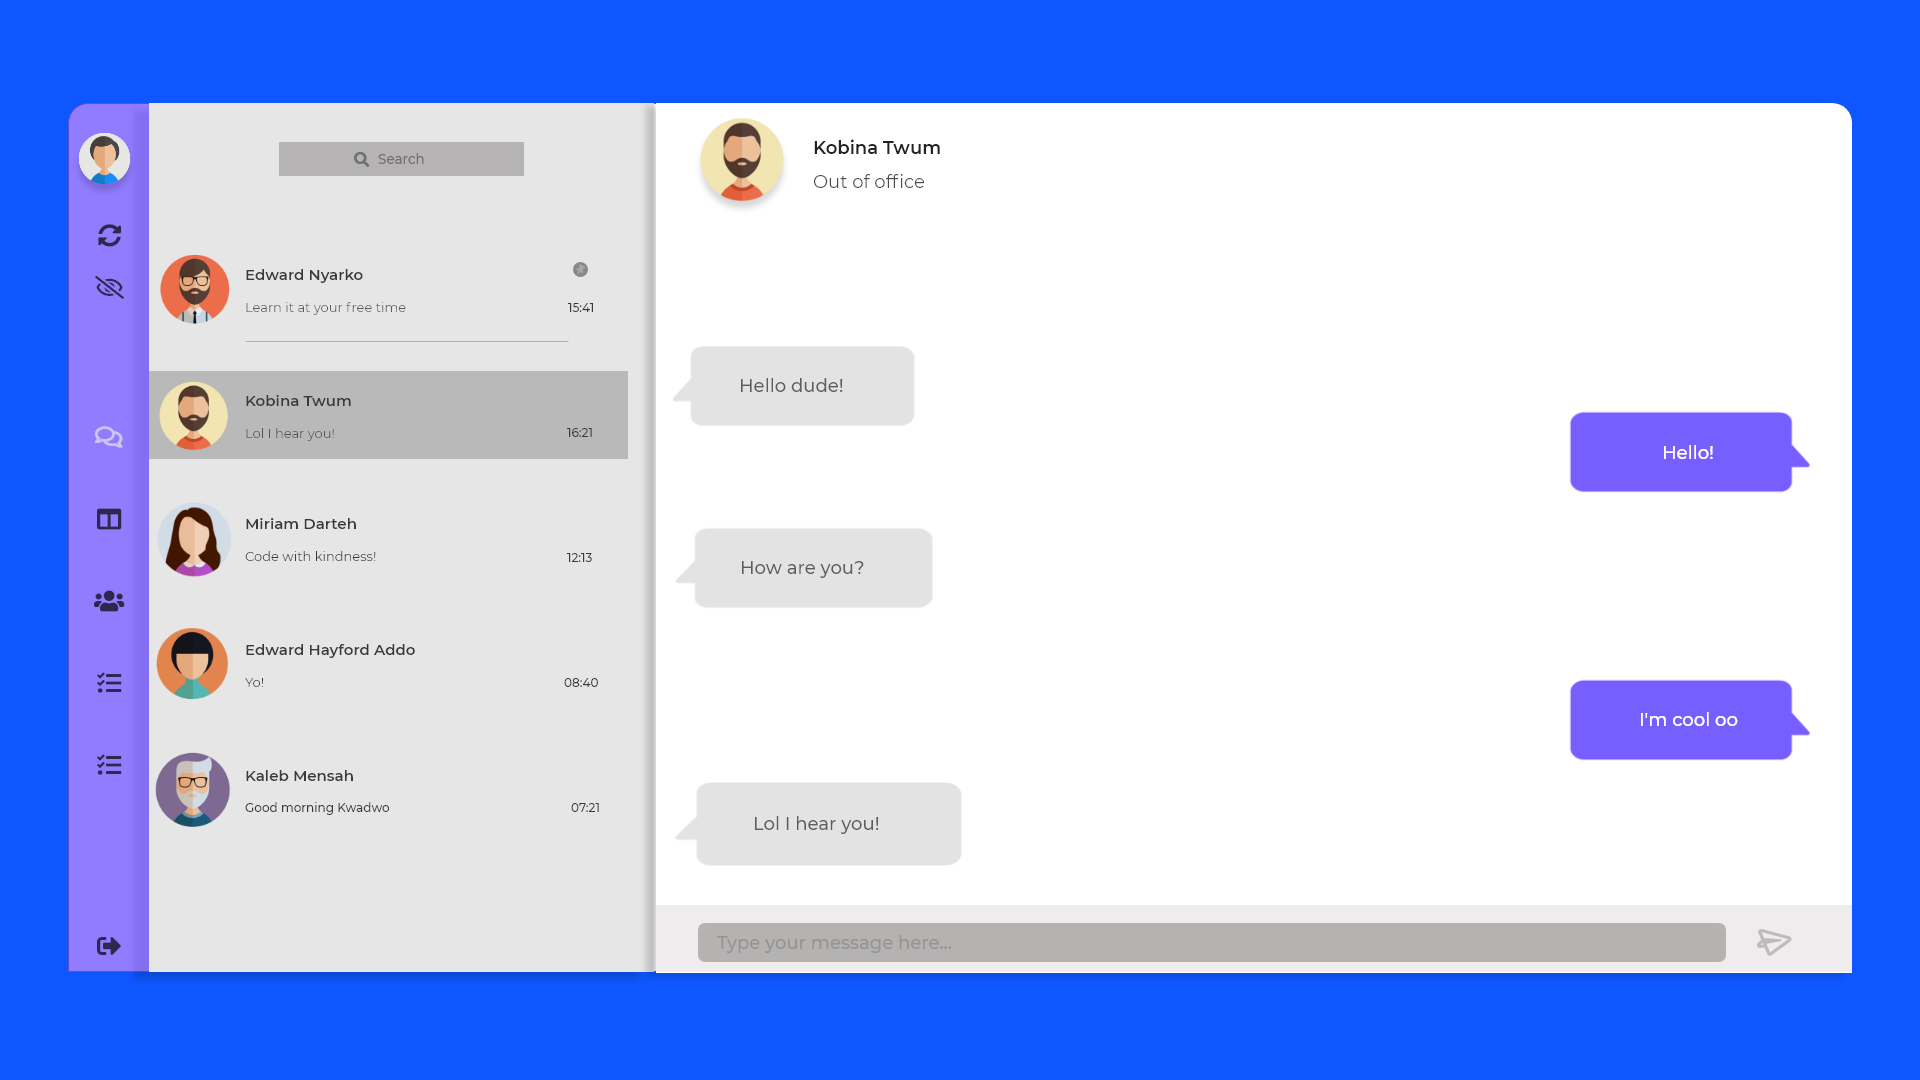 Search
Edward Nyarko
Learn it at your free time
15:41
Kobina Twum
Lol I hear you!
16:21
Miriam Darteh
Code with kindness!
12:13
Edward Hayford Addo
Yo!
08:40
Kaleb Mensah
Good morning Kwadwo
07:21
Kobina Twum
Out of office
Hello dude!
Hello!
How are you?
I'm cool oo
Lol I hear you!
Type your message here...